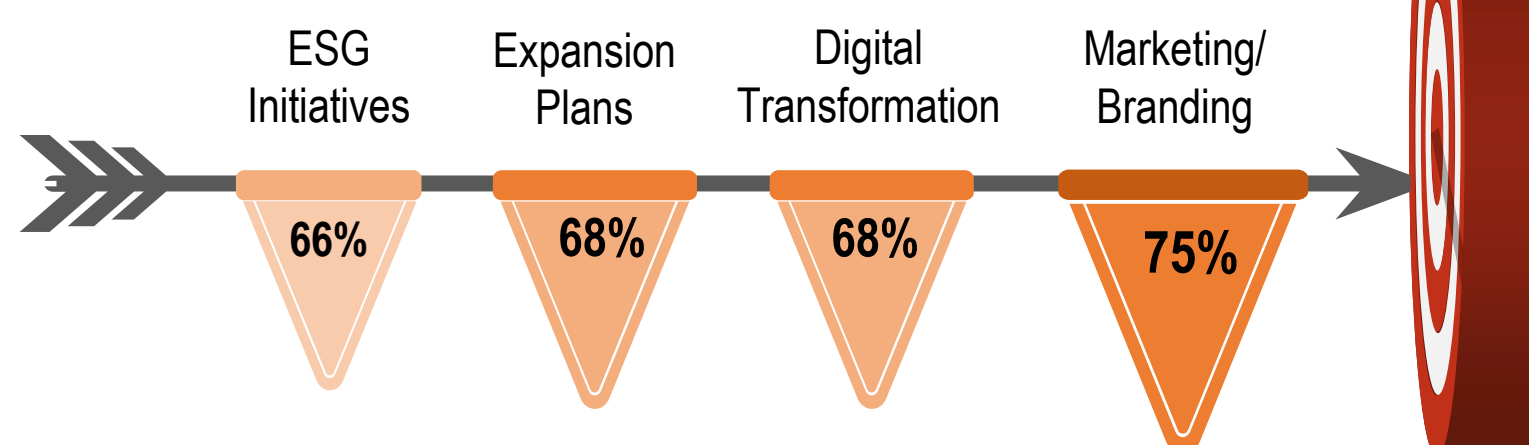 ESG
Initiatives
Expansion
Plans
Digital
Transformation
Marketing/
Branding
66%
68%
68%
75%